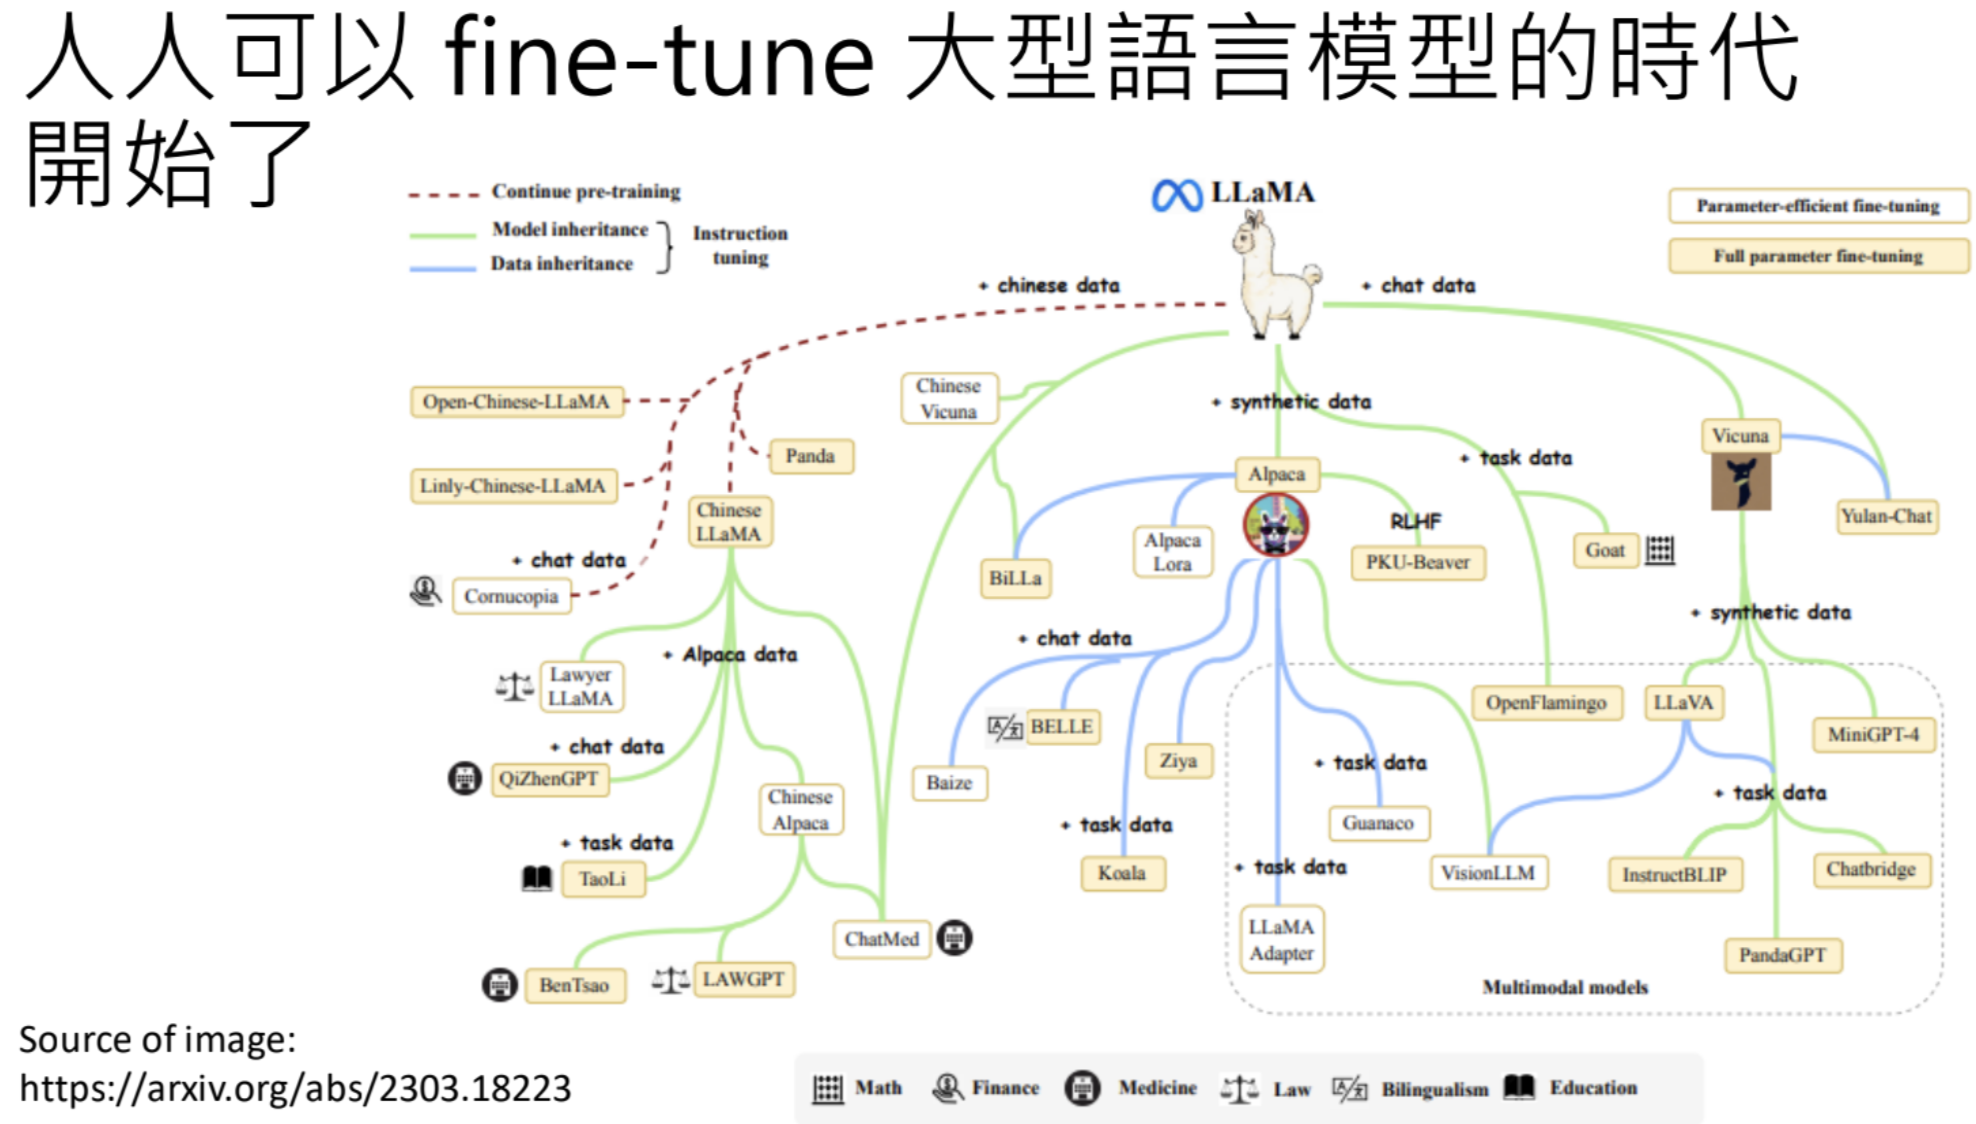 人人可以 fine-tune 大型語言模型的時代
開始了
Continue pre-training
Model inheritance
Data inheritance
Instruction
tuning
LLaMA
Parameter-efficient fine-tuning
Full parameter fine-tuning
+ chinese data
+ chat data
Chinese
Vicuna
+ synthetic data
Open-Chinese-LLaMA
Panda
Linly-Chinese-LLaMA
Chinese
LLaMA
+ chat data
Cornucopia
Alpaca
+ task data
Vicuna
Yulan-Chat
RLHF
PKU-Beaver
Goat
Alpaca
Lora
BiLLa
Lawyer
LLaMA
+ Alpaca data
+ chat data
QiZhenGPT
Chinese
Alpaca
+ task data
TaoLi
ChatMed
BenTsao
LAWGPT
+ chat data
BELLE
Baize
Ziya
+ task data
Koala
+ synthetic data
OpenFlamingo
LLaVA
MiniGPT-4
+ task data
Guanaco
+ task data
LLaMA
Adapter
VisionLLM
+ task data
InstructBLIP
Chatbridge
PandaGPT
Multimodal models
Source of image:
https://arxiv.org/abs/2303.18223
Math
Finance
Medicine
Law
Bilingualism
Education